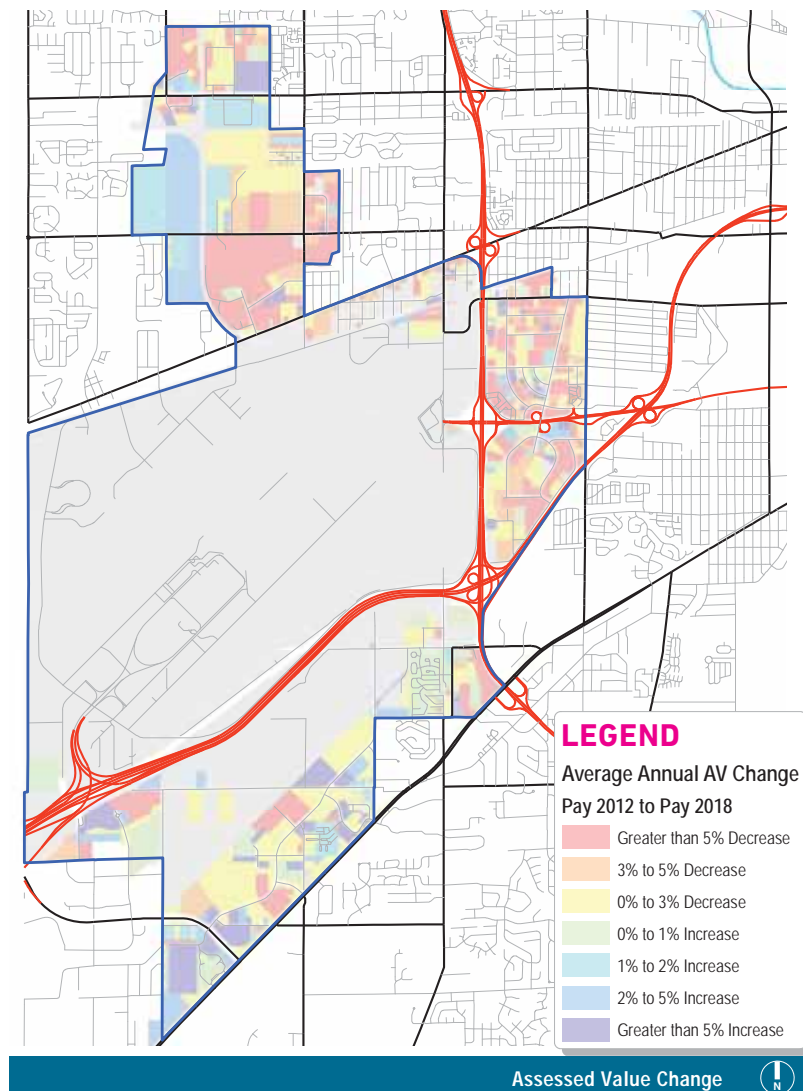 LEGEND
Average Annual AV Change
Pay 2012 to Pay 2018
Greater than 5% Decrease
3% to 5% Decrease
0% to 3% Decrease
0% to 1% Increase
1% to 2% Increase
2% to 5% Increase
Greater than 5% Increase
Assessed Value Change
N